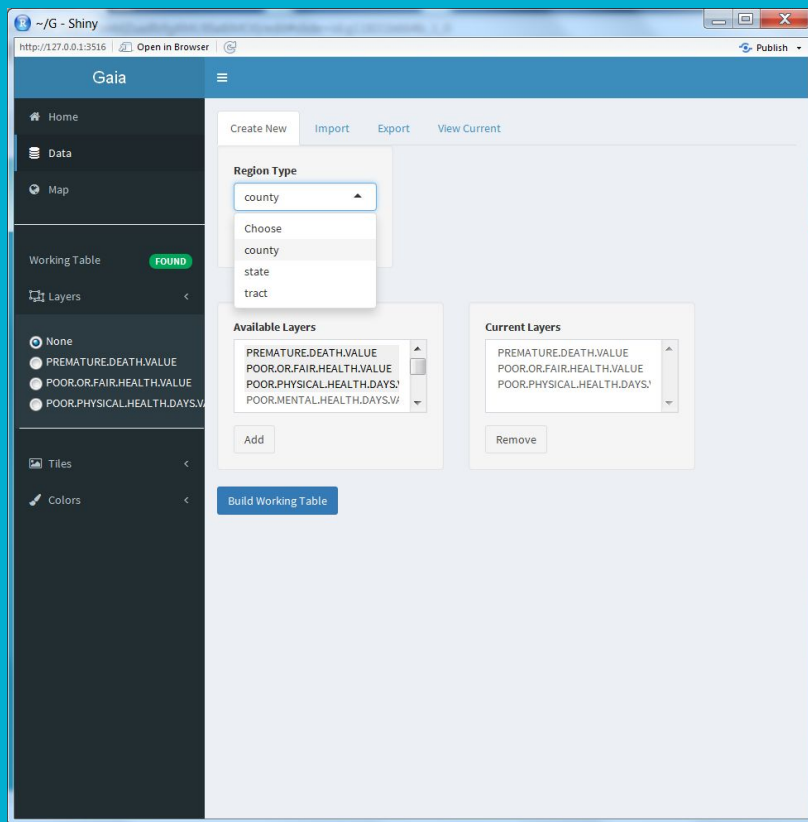 ~/G - Shiny
http://127.0.0.1:3516 Open in Browser Publish
Gaia
Home
Data
Map
Working Table FOUND
Layers
None
PREMATURE.DEATH.VALUE
POOR.OR.FAIR.HEALTH.VALUE
POOR.PHYSICAL.HEALTH.DAYS.VA
Tiles
Colors
Create New Import Export View Current
Region Type
county
Choose
county
state
tract
Available Layers
PREMATURE.DEATH.VALUE
POOR.OR.FAIR.HEALTH.VALUE
POOR.PHYSICAL.HEALTH.DAYS.
POOR.MENTAL.HEALTH.DAYS.VA
Add
Current Layers
PREMATURE.DEATH.VALUE
POOR.OR.FAIR.HEALTH.VALUE
POOR.PHYSICAL.HEALTH.DAYS.
Remove
Build Working Table